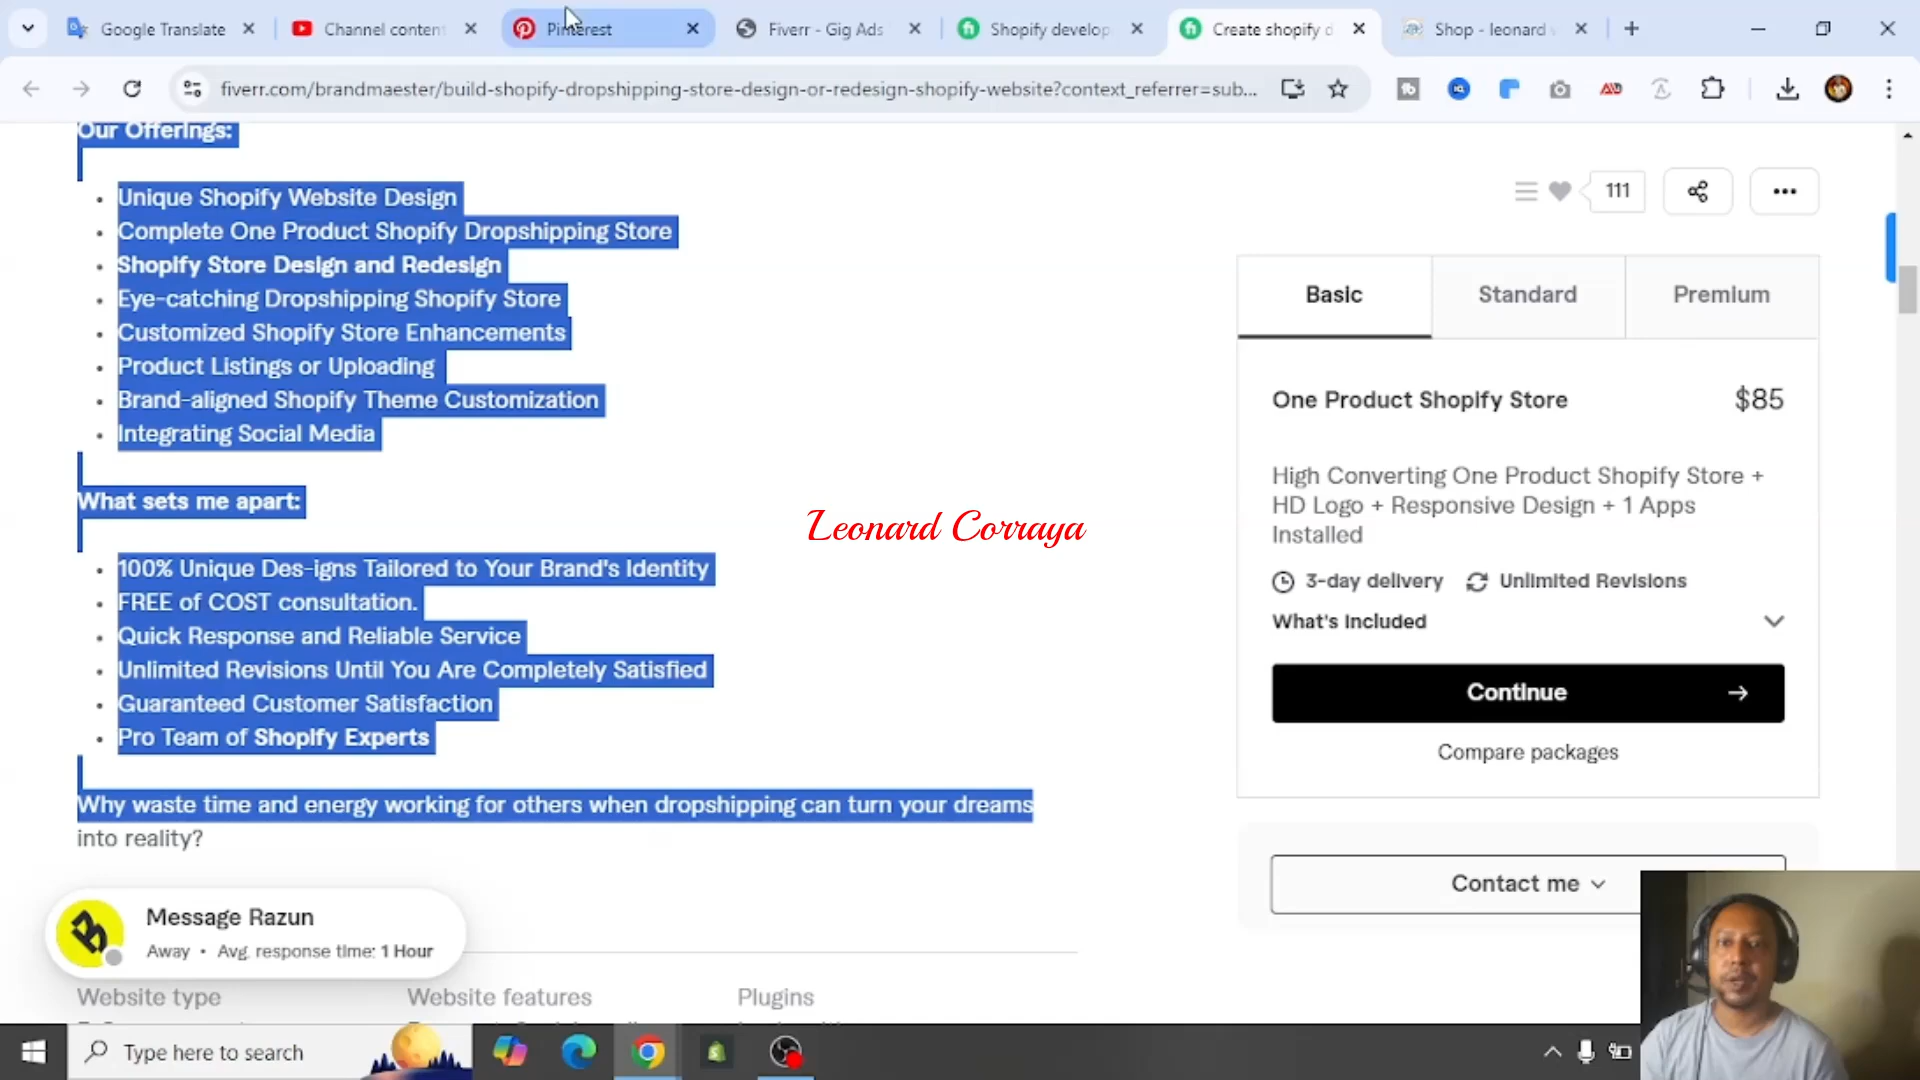 Google Translate
Channel conten
Pinterest
Fiverr - Gig Ads
Shopify develop
Create shopify d
Shop - leonard
fiverr.com/brandmaester/build-shopify-dropshipping-store-design-or-redesign-shopify-website?context_referrer=sub...
Our Offerings:
111
Unique Shopify Website Design
Complete One Product Shopify Dropshipping Store
Shopify Store Design and Redesign
Eye-catching Dropshipping Shopify Store
Customized Shopify Store Enhancements
Product Listings or Uploading
Brand-aligned Shopify Theme Customization
Integrating Social Media
What sets me apart:
100% Unique Des-igns Tailored to Your Brand's Identity
FREE of COST consultation.
Quick Response and Reliable Service
Unlimited Revisions Until You Are Completely Satisfied
Guaranteed Customer Satisfaction
Pro Team of Shopify Experts
Why waste time and energy working for others when dropshipping can turn your dreams
into reality?
Leonard Corraya
Basic
Standard
Premium
One Product Shopify Store
$85
High Converting One Product Shopify Store +
HD Logo + Responsive Design + 1 Apps
Installed
3-day delivery
Unlimited Revisions
What's Included
Continue
Compare packages
Contact me
Message Razun
Away • Avg. response time: 1 Hour
Website type
Website features
Plugins
Type here to search